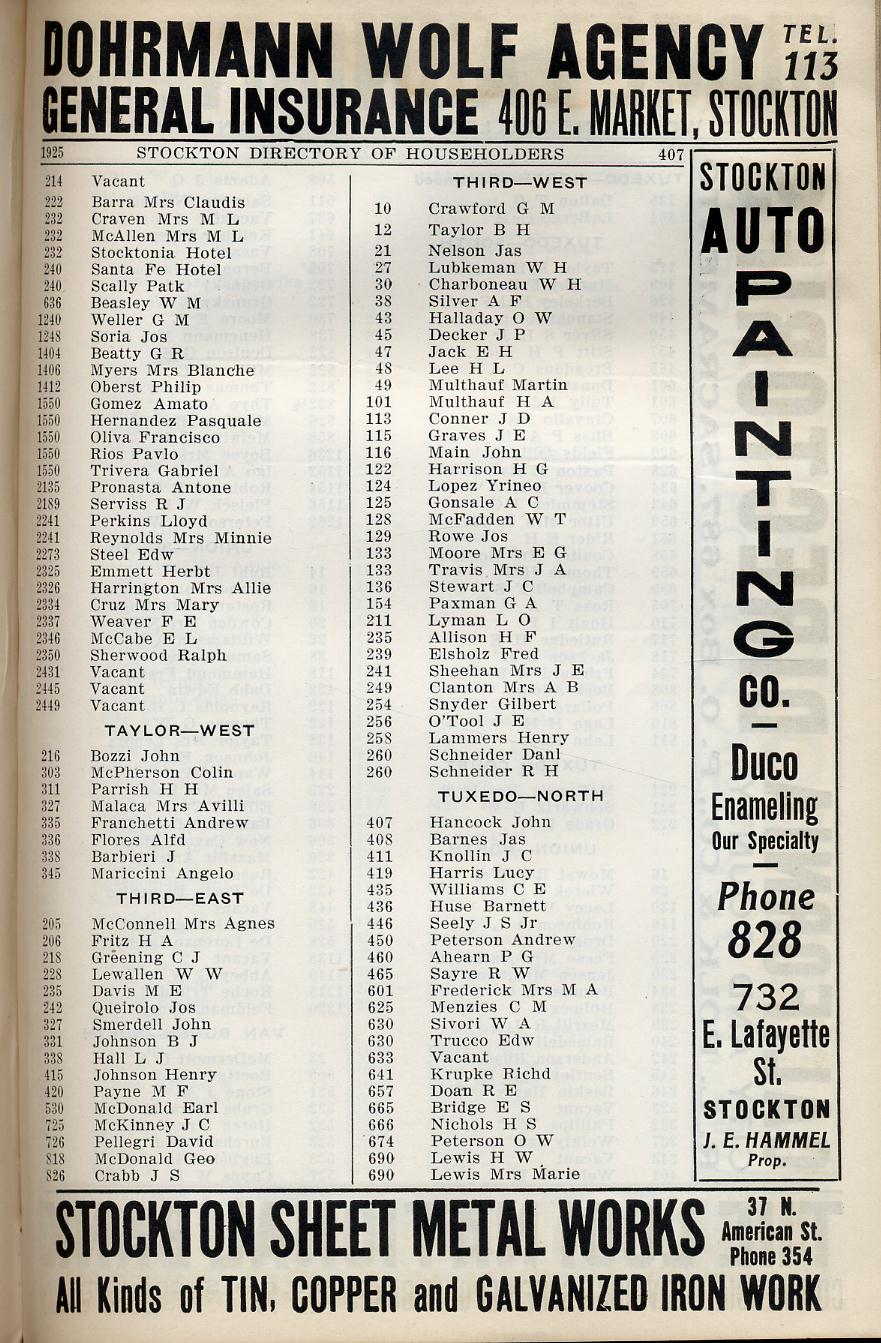 DOHRMANN WOLF AGENCY TEL. 113
GENERAL INSURANCE 406 E. MARKET, STOCKTON
1925 STOCKTON DIRECTORY OF HOUSEHOLDERS 407
214 Vacant
222 Barra Mrs Claudis
232 Craven Mrs M L
232 McAllen Mrs M L
232 Stocktonia Hotel
240 Santa Fe Hotel
240 Scally Patk
636 Beasley W M
1240 Weller G M
1248 Soria Jos
1404 Beatty G R
1406 Myers Mrs Blanche
1412 Oberst Philip
1550 Gomez Amato
1550 Hernandez Pasquale
1550 Oliva Francisco
1550 Rios Pavlo
1550 Trivera Gabriel
2135 Pronasta Antone
2189 Serviss R J
2241 Perkins Lloyd
2241 Reynolds Mrs Minnie
2273 Steel Edw
2325 Emmett Herbt
2326 Harrington Mrs Allie
2334 Cruz Mrs Mary
2337 Weaver F E
2346 McCabe E L
2350 Sherwood Ralph
2431 Vacant
2445 Vacant
2449 Vacant
TAYLOR—WEST
216 Bozzi John
303 McPherson Colin
311 Parrish H H
327 Malaca Mrs Avilli
335 Franchetti Andrew
336 Flores Alfd
338 Barbieri J
345 Mariccini Angelo
THIRD—EAST
205 McConnell Mrs Agnes
206 Fritz H A
218 Greening C J
228 Lewallen W W
235 Davis M E
242 Queirolo Jos
327 Smerdell John
331 Johnson B J
338 Hall L J
415 Johnson Henry
420 Payne M F
530 McDonald Earl
725 McKinney J C
726 Pellegri David
818 McDonald Geo
826 Crabb J S
THIRD—WEST
10 Crawford G M
12 Taylor B H
21 Nelson Jas
27 Lubkeman W H
30 Charboneau W H
38 Silver A F
43 Halladay O W
45 Decker J P
47 Jack E H
48 Lee H L
49 Multhauf Martin
101 Multhauf H A
113 Conner J D
115 Graves J E
116 Main John
122 Harrison H G
124 Lopez Yrineo
125 Gonsale A C
128 McFadden W T
129 Rowe Jos
133 Moore Mrs E G
133 Travis Mrs J A
136 Stewart J C
154 Paxman G A
211 Lyman L O
235 Allison H F
239 Elsholz Fred
241 Sheehan Mrs J E
249 Clanton Mrs A B
254 Snyder Gilbert
256 O'Tool J E
258 Lammers Henry
260 Schneider Danl
260 Schneider R H
TUXEDO—NORTH
407 Hancock John
408 Barnes Jas
411 Knollin J C
419 Harris Lucy
435 Williams C E
436 Huse Barnett
446 Seely J S Jr
450 Peterson Andrew
460 Ahearn P G
465 Sayre R W
601 Frederick Mrs M A
625 Menzies C M
630 Sivori W A
630 Trucco Edw
633 Vacant
641 Krupke Richd
657 Doan R E
665 Bridge E S
666 Nichols H S
674 Peterson O W
690 Lewis H W
690 Lewis Mrs Marie
STOCKTON
AUTO
PAINTING
CO.
—
Duco
Enameling
Our Specialty
—
Phone
828
732
E. Lafayette
St.
STOCKTON
J. E. HAMMEL
Prop.
STOCKTON SHEET METAL WORKS
37 N.
American St.
Phone 354
All Kinds of TIN, COPPER and GALVANIZED IRON WORK